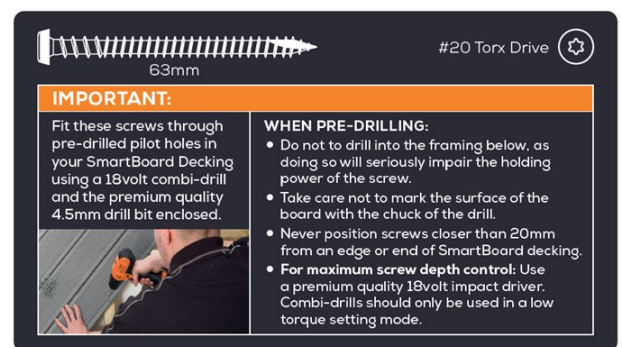 #20 Torx Drive
63mm
IMPORTANT:
Fit these screws through
pre-drilled pilot holes in
your SmartBoard Decking
using a 18volt combi-drill
and the premium quality
4.5mm drill bit enclosed.
WHEN PRE-DRILLING:
• Do not to drill into the framing below, as
doing so will seriously impair the holding
power of the screw.
• Take care not to mark the surface of the
board with the chuck of the drill.
• Never position screws closer than 20mm
from an edge or end of SmartBoard decking.
• For maximum screw depth control: Use
a premium quality 18volt impact driver.
Combi-drills should only be used in a low
torque setting mode.